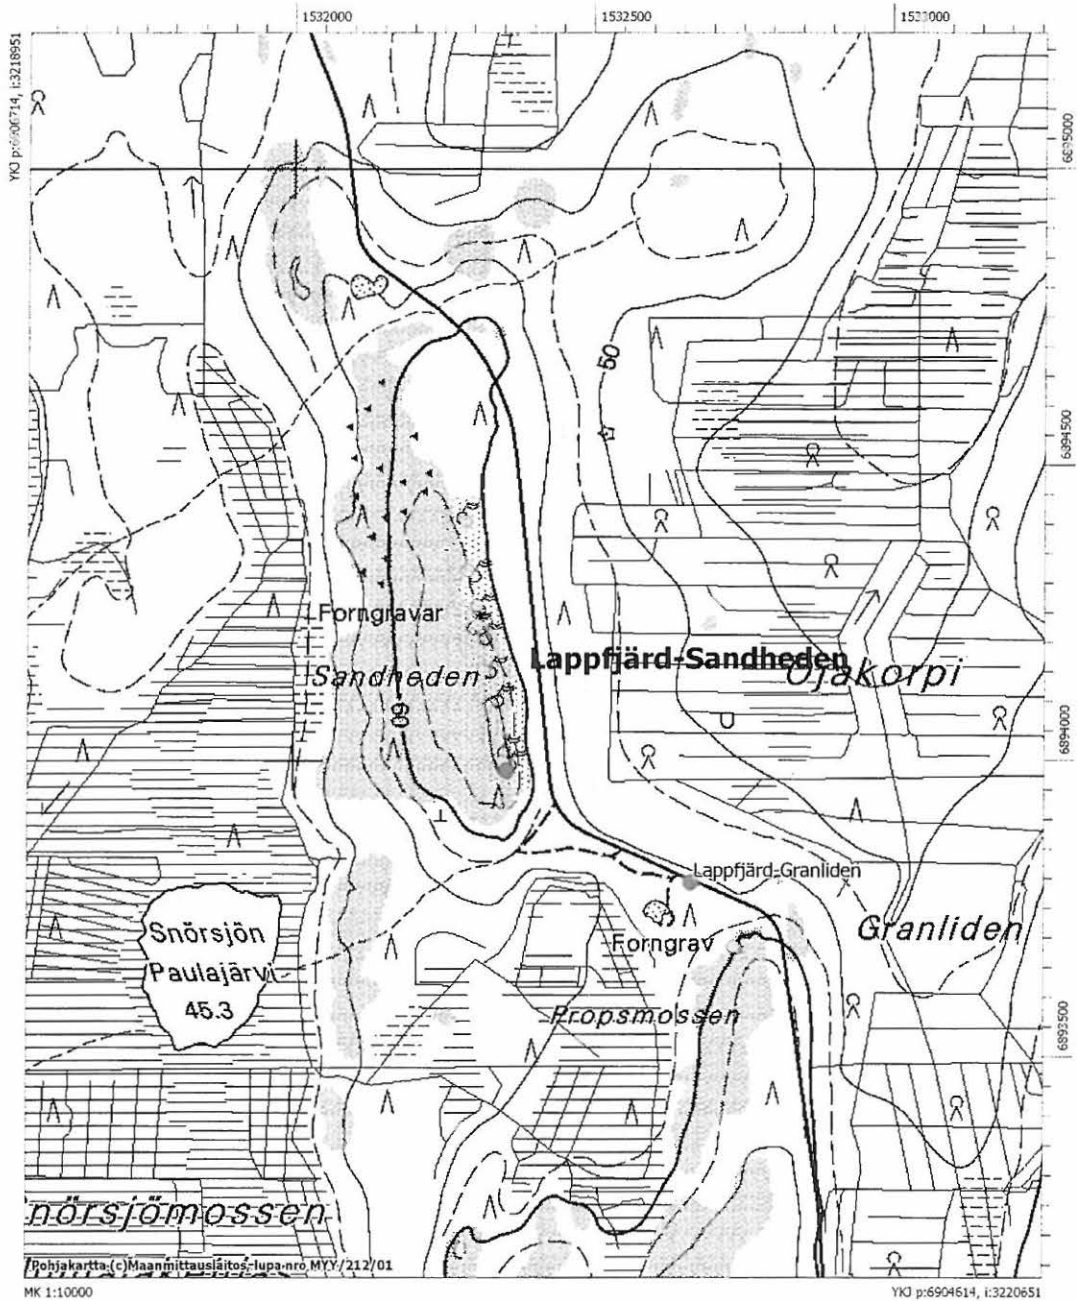 1532000
1532500
1533000
YKJ p:6906714, i:3218951
6895000
50
6894500
Forngravar
Lappfjärd-Sandheden
Sandheden
Ojakorpi
60
6894000
Lappfjärd-Granliden
Snörsjön
Paulajärvi
45.3
Forngrav
Granliden
Propsmossen
6893500
nörsjömossen
Pohjakartta (c)Maanmittauslaitos, lupa nro MYY/212/01
MK 1:10000
YKJ p:6904614, i:3220651